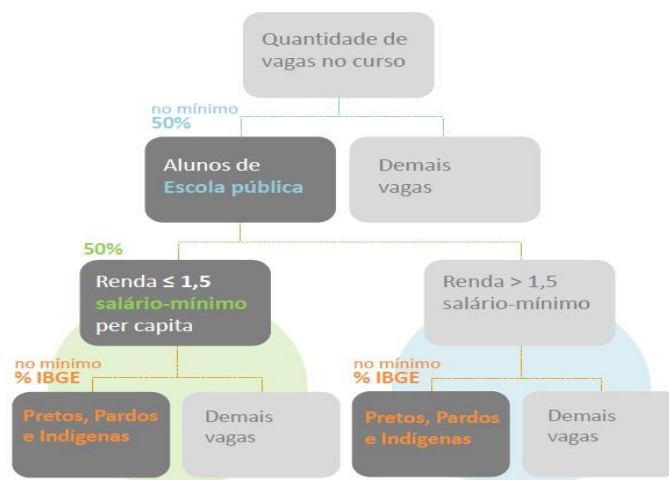 Quantidade de
vagas no curso
no mínimo
50%
Alunos de
Escola pública
Demais
vagas
50%
Renda ≤ 1,5
salário-mínimo
per capita
Renda > 1,5
salário-mínimo
no mínimo
% IBGE
Pretos, Pardos
e Indígenas
Demais
vagas
no mínimo
% IBGE
Pretos, Pardos
e Indígenas
Demais
vagas